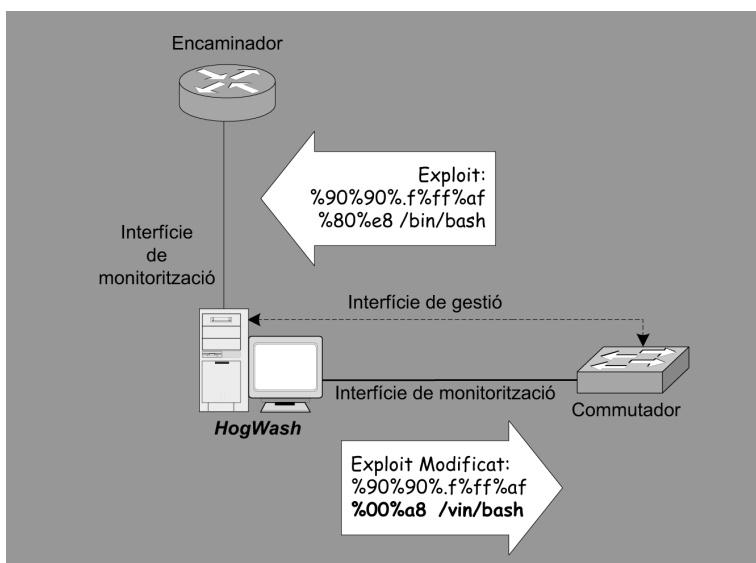 Encaminador
Exploit:
%90%90%.f%ff%af
%80%e8 /bin/bash
Interfície
de
monitorització
Interfície de gestió
Interfície de monitorització
Commutador
HogWash
Exploit Modificat:
%90%90%.f%ff%af
%00%a8 /vin/bash